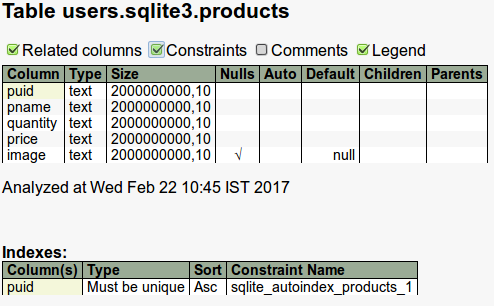 Table users.sqlite3.products
Related columns Constraints Comments Legend
Column Type Size Nulls Auto Default Children Parents
puid text 2000000000,10
pname text 2000000000,10
quantity text 2000000000,10
price text 2000000000,10
image text 2000000000,10 √ null
Analyzed at Wed Feb 22 10:45 IST 2017
Indexes:
Column(s) Type Sort Constraint Name
puid Must be unique Asc sqlite_autoindex_products_1